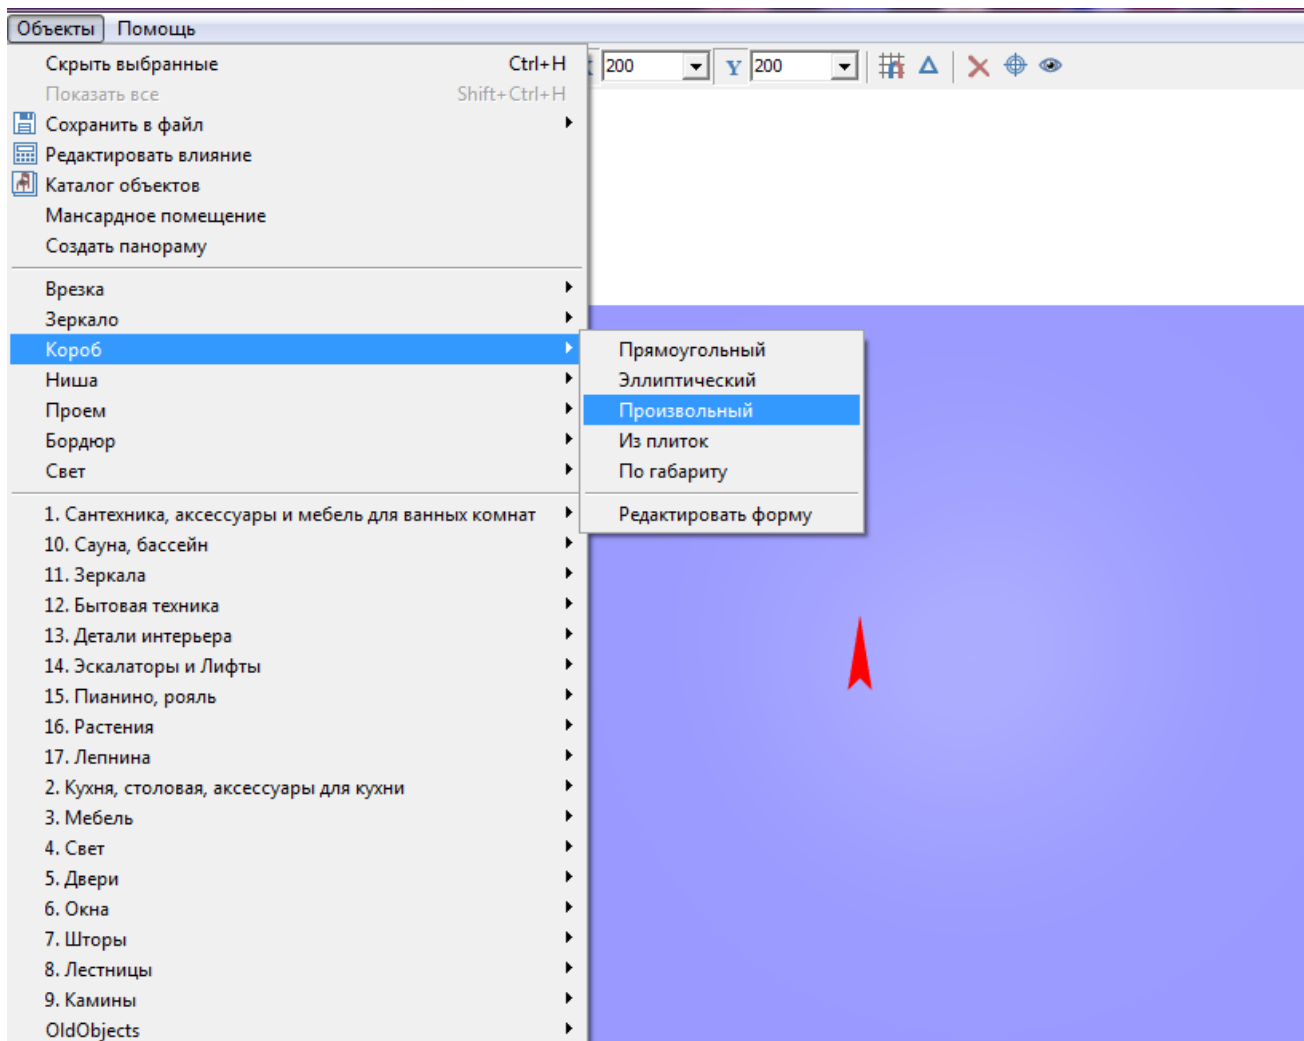 Объекты Помощь
Скрыть выбранные Ctrl+H
200 Y 200
Показать все Shift+Ctrl+H
Сохранить в файл
Редактировать влияние
Каталог объектов
Мансардное помещение
Создать панораму
Врезка
Зеркало
Короб
Ниша
Проем
Бордюр
Свет
Прямоугольный
Эллиптический
Произвольный
Из плиток
По габариту
Редактировать форму
1. Сантехника, аксессуары и мебель для ванных комнат
10. Сауна, бассейн
11. Зеркала
12. Бытовая техника
13. Детали интерьера
14. Эскалаторы и Лифты
15. Пианино, рояль
16. Растения
17. Лепнина
2. Кухня, столовая, аксессуары для кухни
3. Мебель
4. Свет
5. Двери
6. Окна
7. Шторы
8. Лестницы
9. Камины
OldObjects